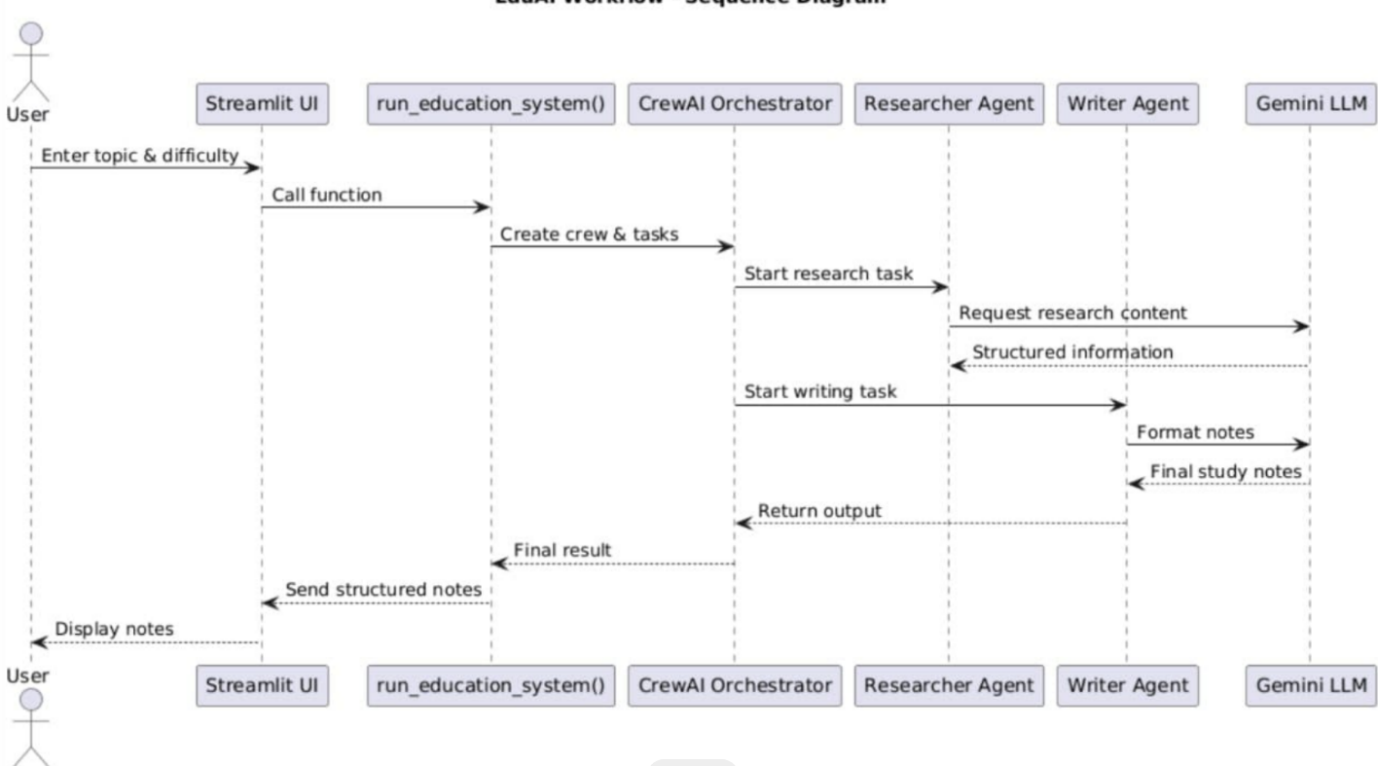 EduAI Workflow - Sequence Diagram
User
Streamlit UI
run_education_system()
CrewAI Orchestrator
Researcher Agent
Writer Agent
Gemini LLM
Enter topic & difficulty
Call function
Create crew & tasks
Start research task
Request research content
Structured information
Start writing task
Format notes
Final study notes
Return output
Final result
Send structured notes
Display notes
User
Streamlit UI
run_education_system()
CrewAI Orchestrator
Researcher Agent
Writer Agent
Gemini LLM